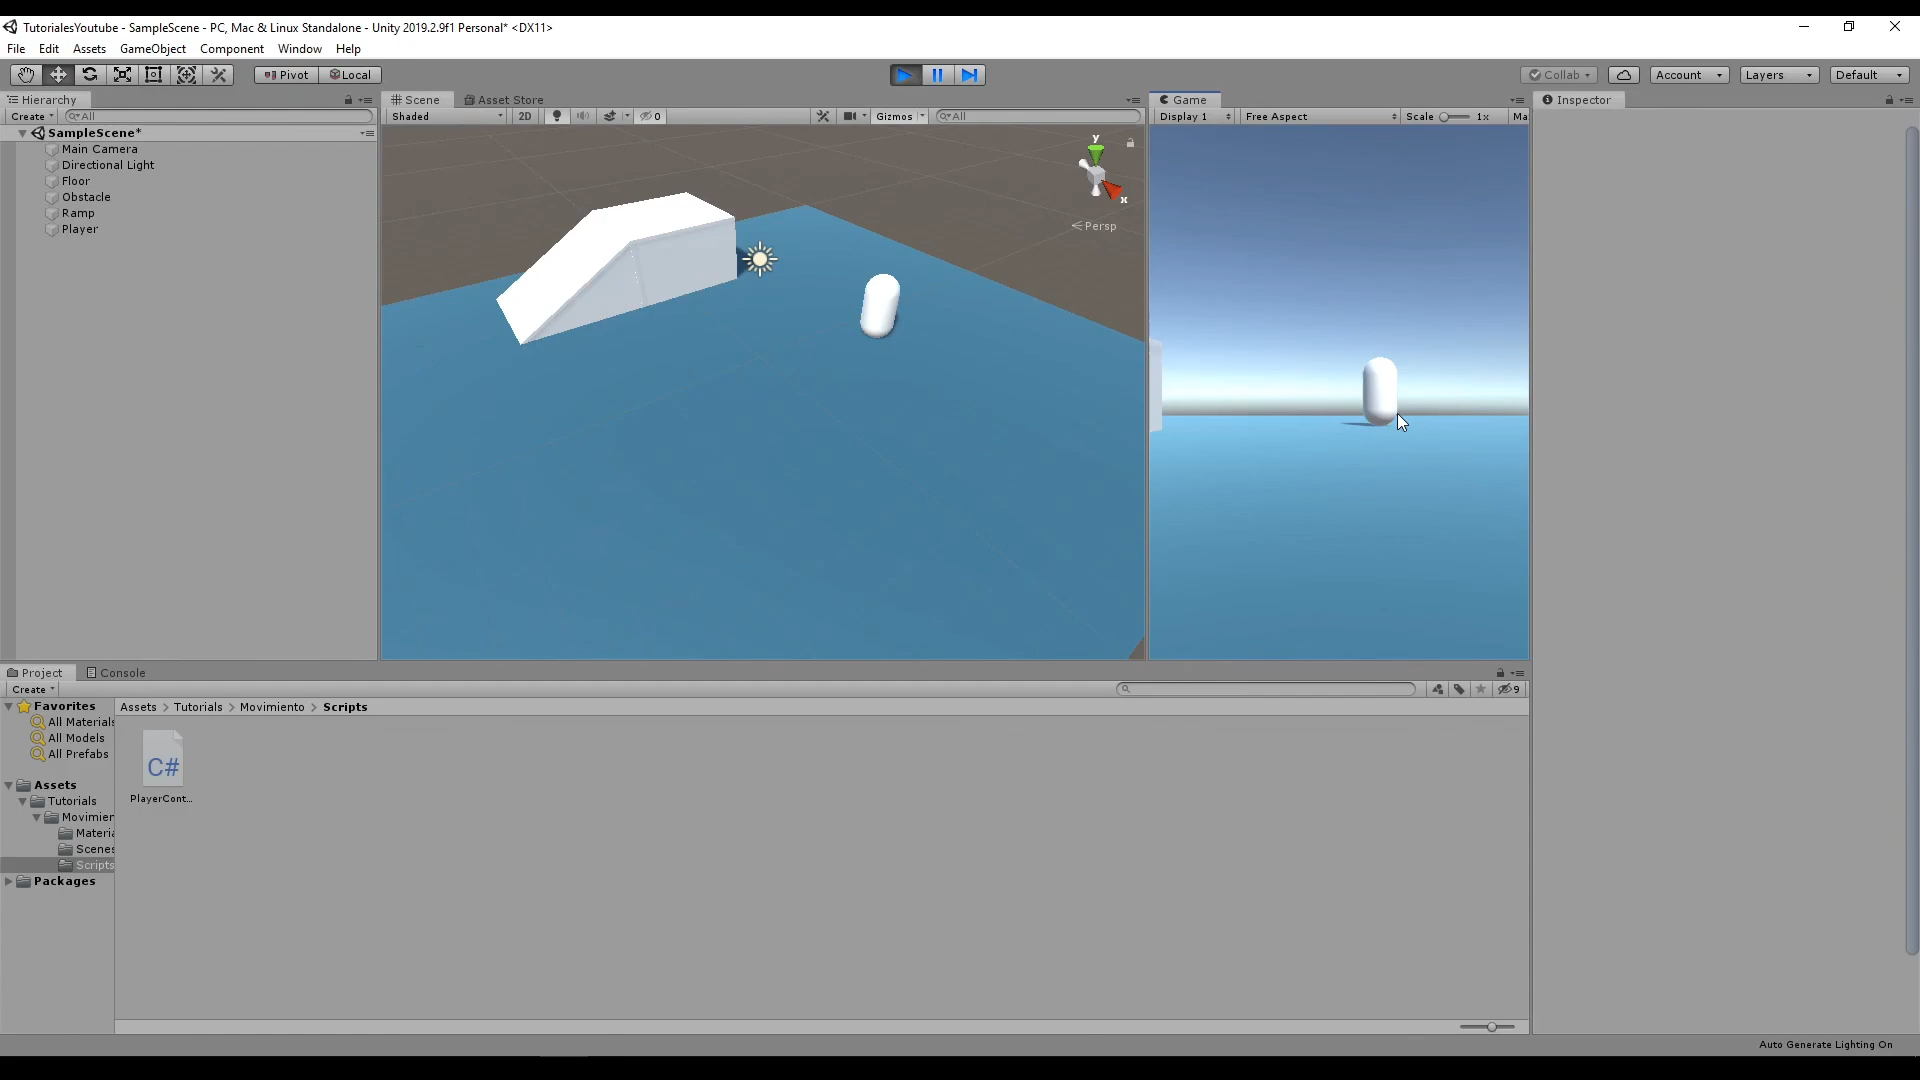 TutorialesYoutube - SampleScene - PC, Mac & Linux Standalone - Unity 2019.2.9f1 Personal* <DX11>
File Edit Assets GameObject Component Window Help
Pivot Local Collab Account Layers Default
Hierarchy Scene Asset Store Game Inspector
Create All Shaded 2D 0 Gizmos All Display 1 Free Aspect Scale 1x Ma
SampleScene*
Main Camera
Directional Light
Floor
Obstacle
Ramp
Player
y
x
Persp
Project Console
Create 9
Favorites
All Materials
All Models
All Prefabs
Assets
Tutorials
Movimien
Materia
Scenes
Scripts
Packages
Assets > Tutorials > Movimiento > Scripts
C#
PlayerCont...
Auto Generate Lighting On